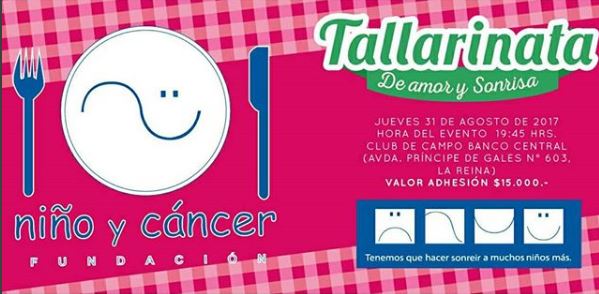 niño y cáncer
FUNDACIÓN
Tallarinata
De amor y Sonrisa
JUEVES 31 DE AGOSTO DE 2017
HORA DEL EVENTO 19:45 HRS.
CLUB DE CAMPO BANCO CENTRAL
(AVDA. PRÍNCIPE DE GALES Nº 603,
LA REINA)
VALOR ADHESIÓN $15.000.-
Tenemos que hacer sonreir a muchos niños más.